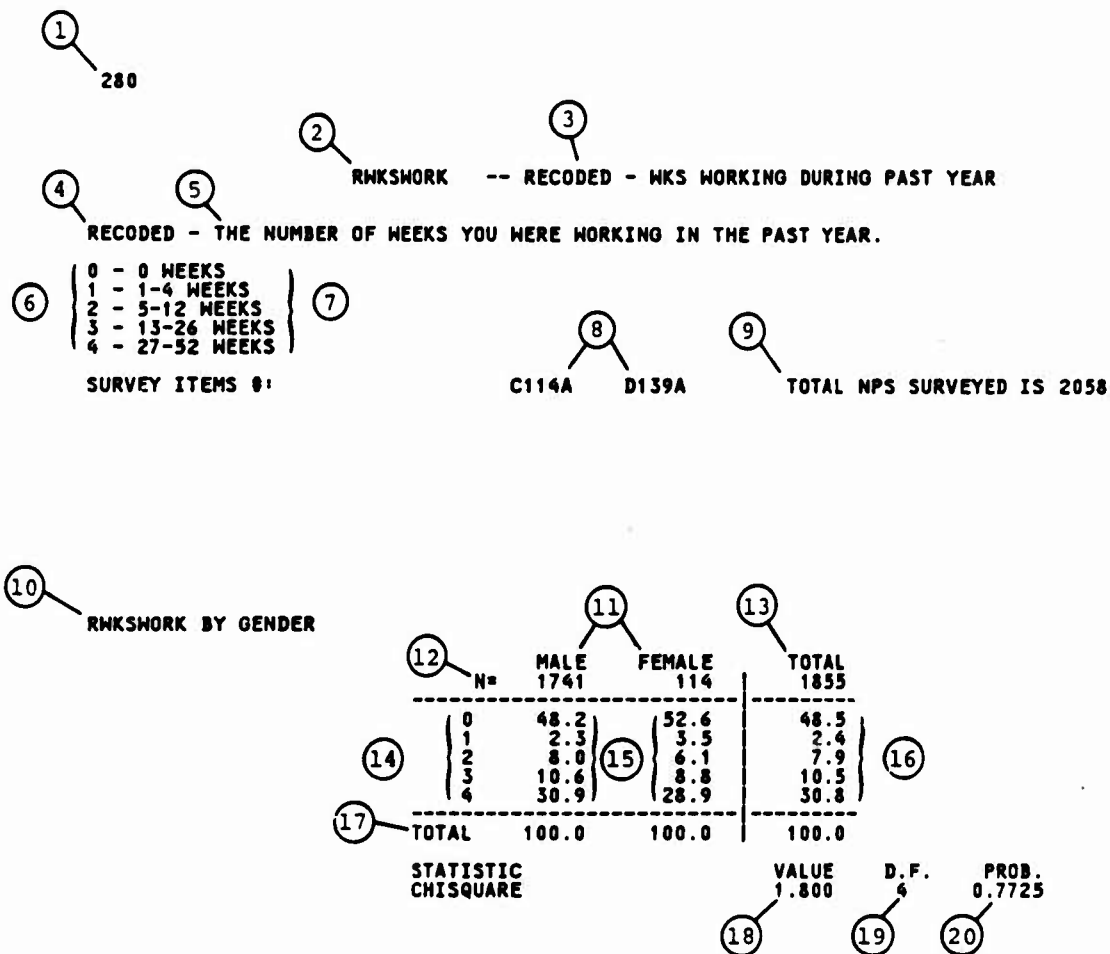 1
280
2 3
RWKSWORK -- RECODED - WKS WORKING DURING PAST YEAR
4 5
RECODED - THE NUMBER OF WEEKS YOU WERE WORKING IN THE PAST YEAR.
0 - 0 WEEKS
1 - 1-4 WEEKS
6 2 - 5-12 WEEKS 7
3 - 13-26 WEEKS
4 - 27-52 WEEKS
8 9
SURVEY ITEMS #: C114A D139A TOTAL NPS SURVEYED IS 2058
10
RWKSWORK BY GENDER
11 13
12 MALE FEMALE TOTAL
N= 1741 114 1855
0 48.2 52.6 48.5
1 2.3 3.5 2.4
14 2 8.0 15 6.1 7.9 16
3 10.6 8.8 10.5
4 30.9 28.9 30.8
17 TOTAL 100.0 100.0 100.0
STATISTIC VALUE D.F. PROB.
CHISQUARE 1.800 4 0.7725
18 19 20